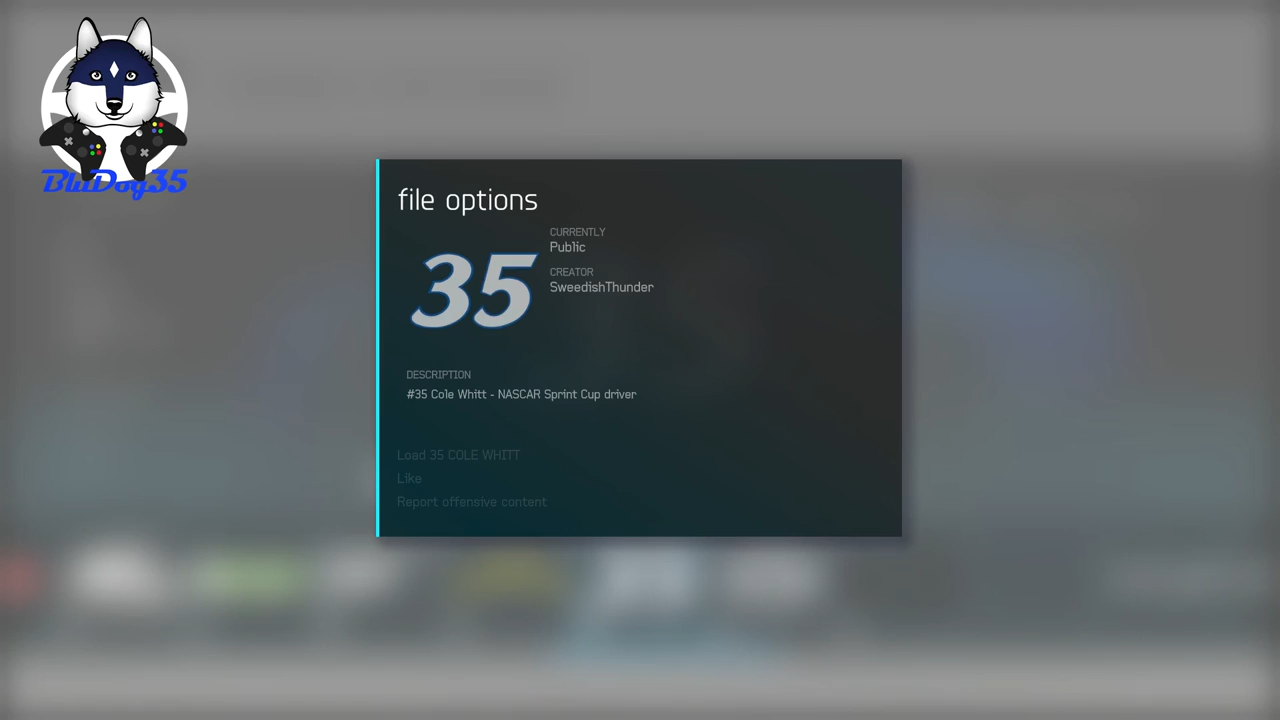 BluDog35
file options
35
CURRENTLY
Public
CREATOR
SweedishThunder
DESCRIPTION
#35 Cole Whitt - NASCAR Sprint Cup driver
Load 35 COLE WHITT
Like
Report offensive content